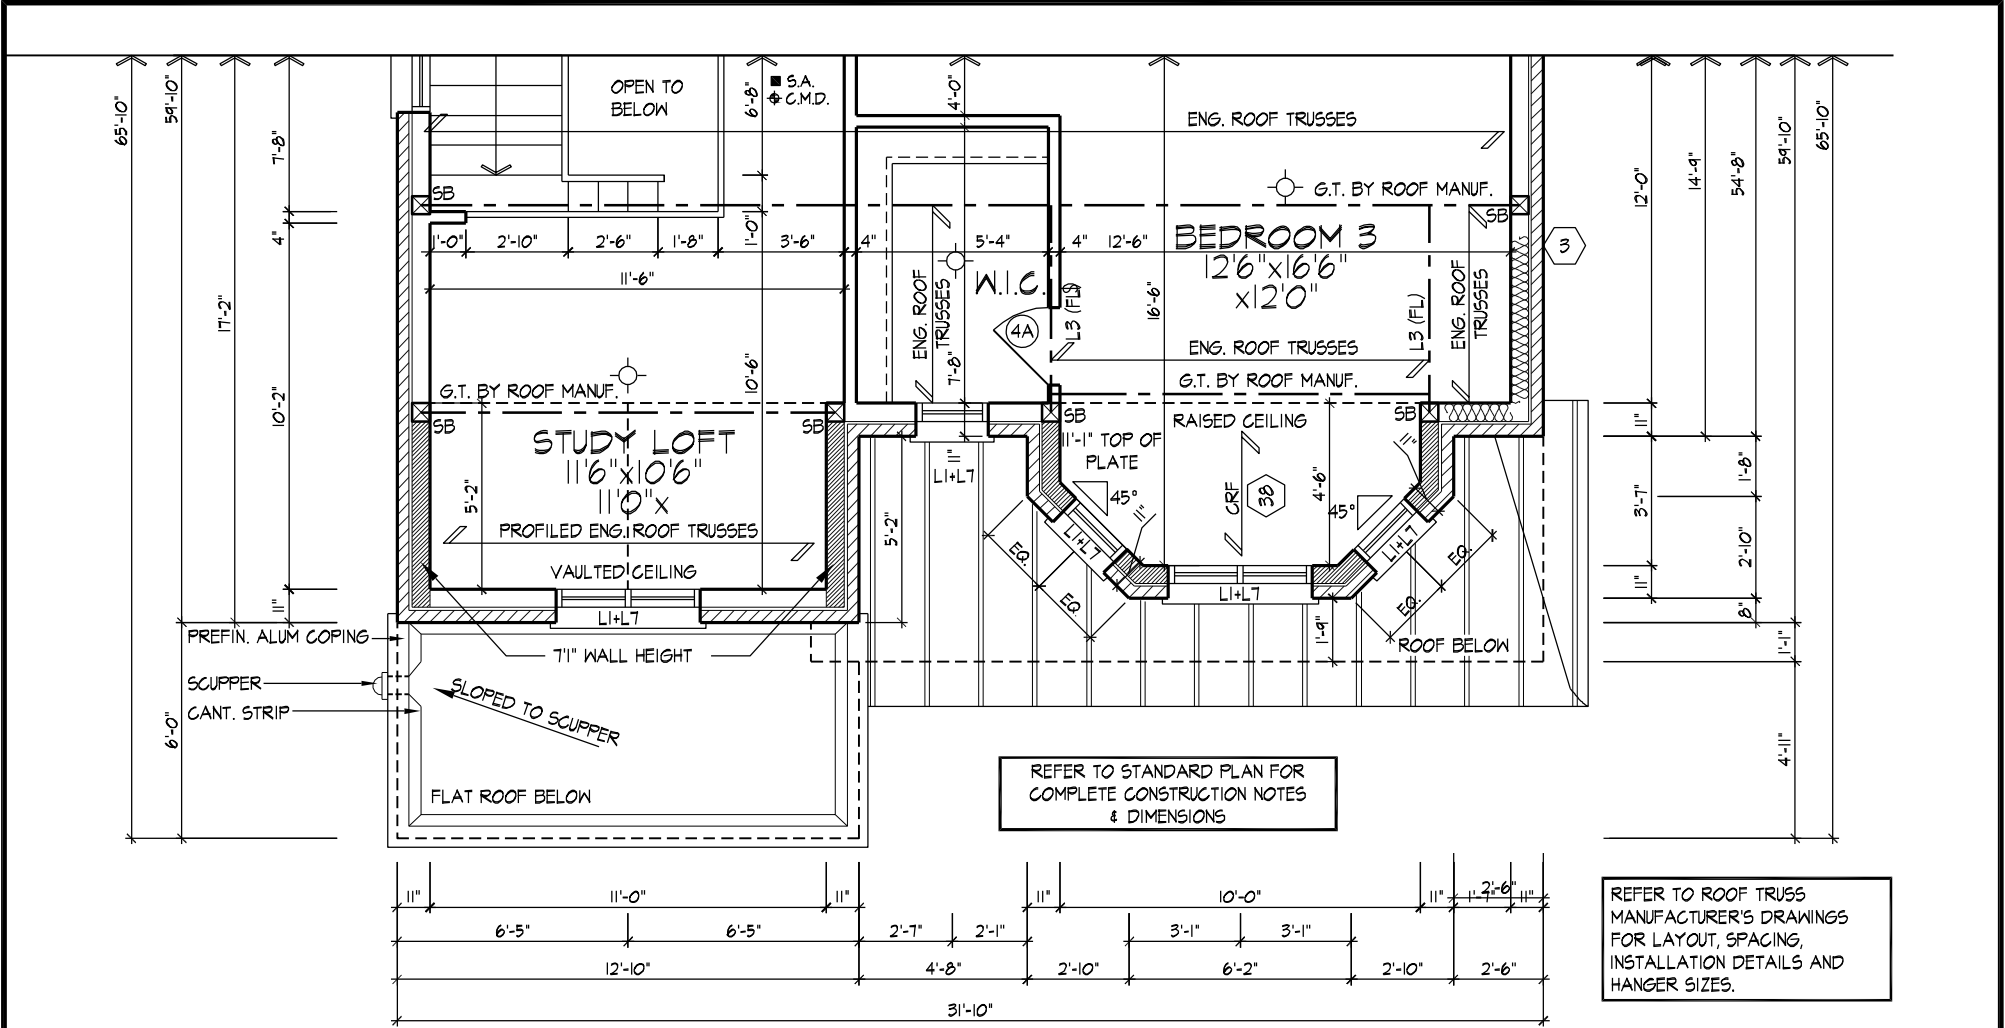 OPEN TO
BELOW
S.A.
C.M.D.
65'-10"
59'-10"
7'-8"
6'-8"
4'-0"
ENG. ROOF TRUSSES
12'-0"
14'-9"
54'-8"
59'-10"
65'-10"
SB
G.T. BY ROOF MANUF.
SB
4"
1'-0"
2'-10"
2'-6"
1'-8"
1'-0"
3'-6"
4"
5'-4"
4"
12'-6"
BEDROOM 3
12'6"x16'6"
x12'0"
3
11'-6"
17'-2"
W.I.C.
ENG. ROOF
TRUSSES
4A
L3 (FL)
16'-6"
L3 (FL)
ENG. ROOF
TRUSSES
ENG. ROOF TRUSSES
10'-2"
10'-6"
7'-8"
G.T. BY ROOF MANUF.
G.T. BY ROOF MANUF.
SB
SB
SB
SB
RAISED CEILING
11"
STUDY LOFT
11'6"x10'6"
11'0"x
11'-1" TOP OF
PLATE
11"
L1+L7
11"
5'-2"
CRF
38
4'-6"
45°
45°
11"
1'-8"
3'-7"
2'-10"
PROFILED ENG. ROOF TRUSSES
5'-2"
L1+L7
L1+L7
EQ.
EQ.
VAULTED CEILING
11"
L1+L7
L1+L7
EQ.
EQ.
11"
8"
PREFIN. ALUM COPING
7'1" WALL HEIGHT
1'-9"
ROOF BELOW
1'-1"
SCUPPER
CANT. STRIP
SLOPED TO SCUPPER
6'-0"
4'-11"
FLAT ROOF BELOW
REFER TO STANDARD PLAN FOR
COMPLETE CONSTRUCTION NOTES
& DIMENSIONS
11"
11'-0"
11"
11"
10'-0"
11"
2'-6"
1'-7"
11"
6'-5"
6'-5"
2'-7"
2'-1"
3'-1"
3'-1"
12'-10"
4'-8"
2'-10"
6'-2"
2'-10"
2'-6"
31'-10"
REFER TO ROOF TRUSS
MANUFACTURER'S DRAWINGS
FOR LAYOUT, SPACING,
INSTALLATION DETAILS AND
HANGER SIZES.